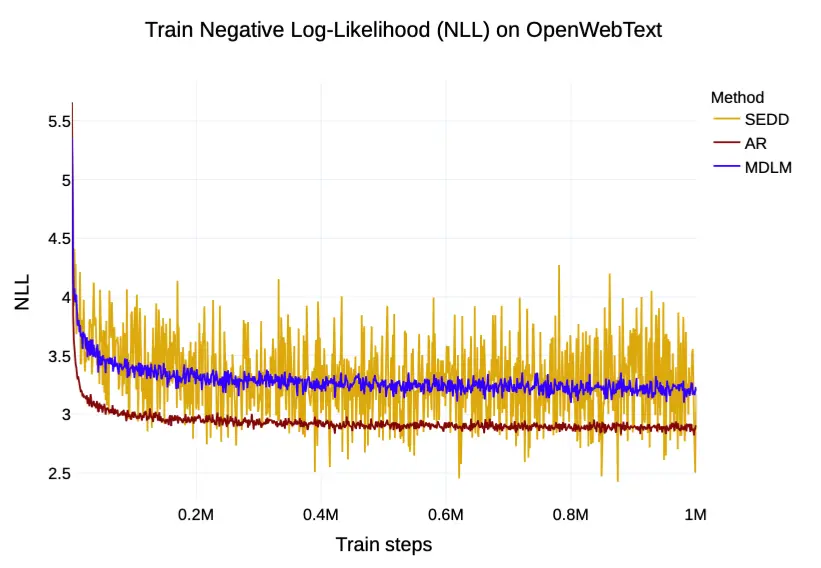 Train Negative Log-Likelihood (NLL) on OpenWebText
Method
SEDD
AR
MDLM
NLL
5.5
5
4.5
4
3.5
3
2.5
0.2M
0.4M
0.6M
0.8M
1M
Train steps